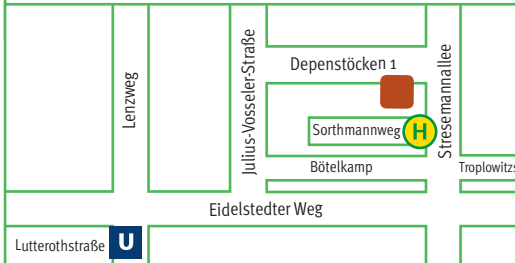 Depenstöcken 1
Lenzweg
Julius-Vosseler-Straße
Stresemannallee
Sorthmannweg
H
Bötelkamp
Troplowitzs
Eidelstedter Weg
Lutterothstraße
U